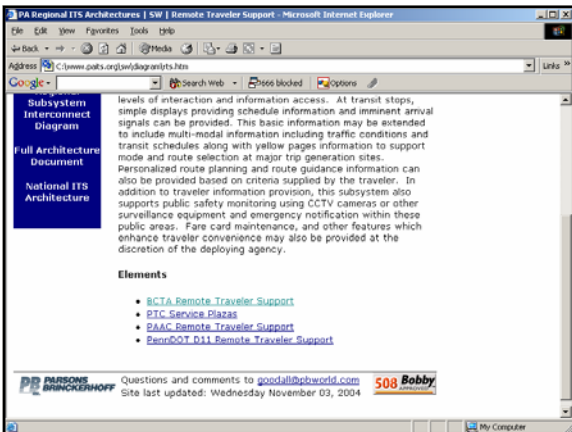 PA Regional ITS Architectures | SW | Remote Traveler Support - Microsoft Internet Explorer
File Edit View Favorites Tools Help
Back Search Web 666 blocked Options
Media
Address C:\www.paits.org\sw\diagram\rts.htm Links »
Google
Subsystem
Interconnect
Diagram
Full Architecture
Document
National ITS
Architecture
levels of interaction and information access. At transit stops,
simple displays providing schedule information and imminent arrival
signals can be provided. This basic information may be extended
to include multi-modal information including traffic conditions and
transit schedules along with yellow pages information to support
mode and route selection at major trip generation sites.
Personalized route planning and route guidance information can
also be provided based on criteria supplied by the traveler. In
addition to traveler information provision, this subsystem also
supports public safety monitoring using CCTV cameras or other
surveillance equipment and emergency notification within these
public areas. Fare card maintenance, and other features which
enhance traveler convenience may also be provided at the
discretion of the deploying agency.
Elements
BCTA Remote Traveler Support
PTC Service Plazas
PAAC Remote Traveler Support
PennDOT D11 Remote Traveler Support
PB PARSONS
BRINCKERHOFF
Questions and comments to goodall@pbworld.com
Site last updated: Wednesday November 03, 2004
508 Bobby
APPROVED
My Computer